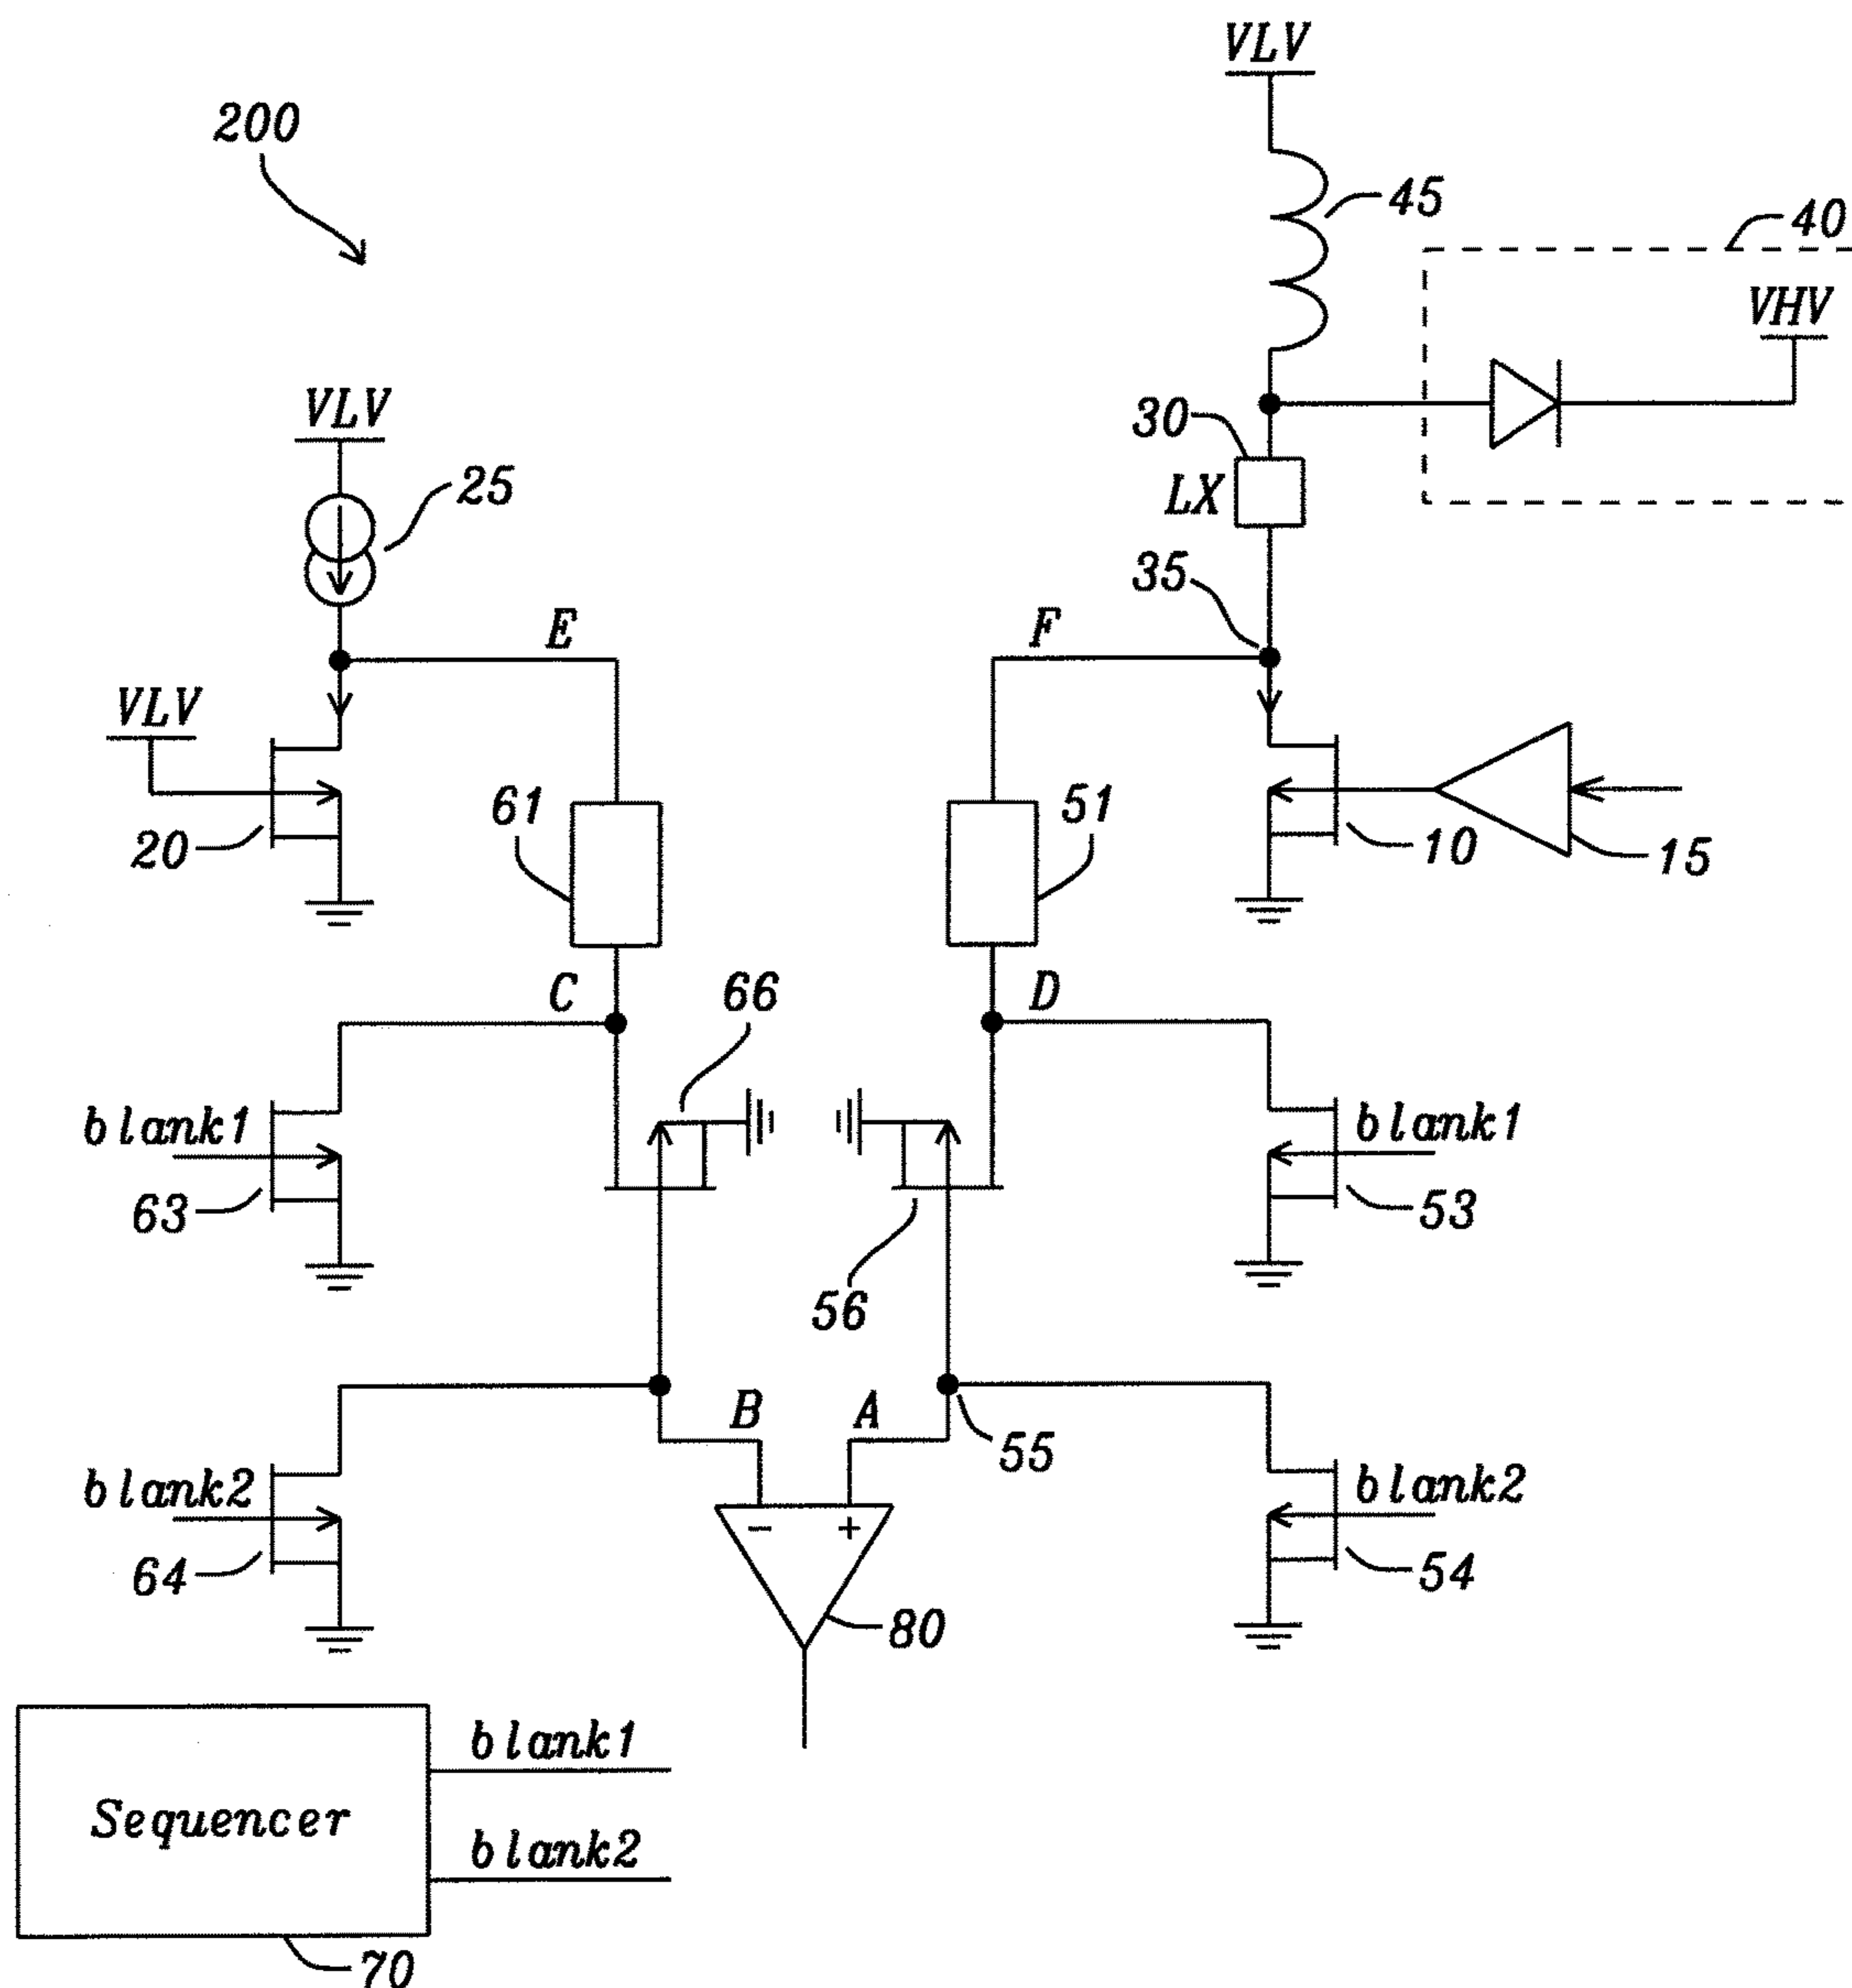 VLV
200
45
40
VHV
VLV
30
25
LX
35
E
F
VLV
61
51
20
10
15
C
66
D
blank1
blank1
63
53
56
B
A
55
blank2
blank2
64
54
-
+
80
blank1
Sequencer
blank2
70